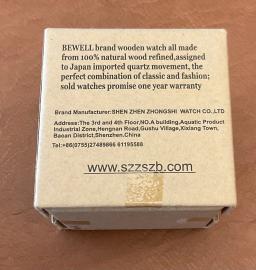 BEWELL brand wooden watch all made
from 100% natural wood refined,assigned
to Japan imported quartz movement, the
perfect combination of classic and fashion;
sold watches promise one year warranty
Brand Manufacturer:SHEN ZHEN ZHONGSHI WATCH CO.,LTD
Address:The 3rd and 4th Floor,NO.A building,Aquatic Product
Industrial Zone,Hengnan Road,Gushu Village,Xixiang Town,
Baoan District,Shenzhen.China
Tel:+86(0755)27489866 61195588
www.szzszb.com